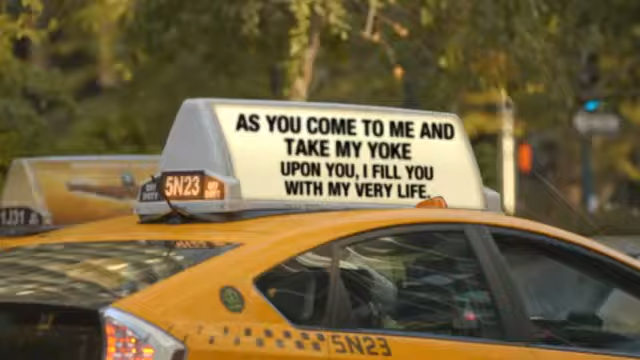 AS YOU COME TO ME AND
TAKE MY YOKE
UPON YOU, I FILL YOU
WITH MY VERY LIFE.
5N23
1J31
5N23